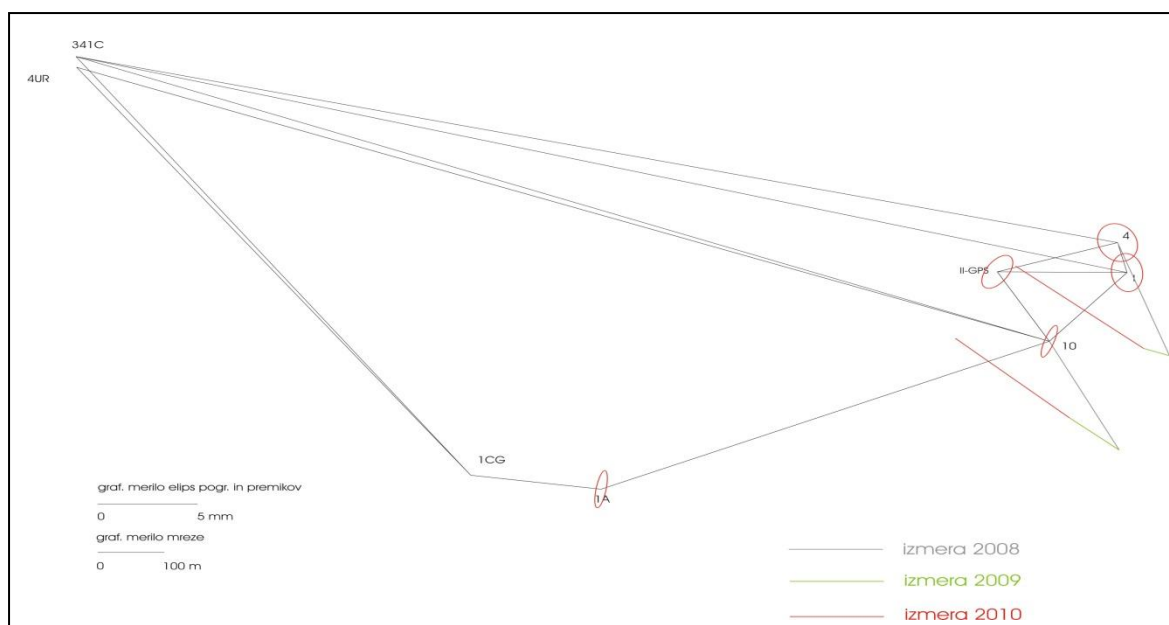 341C
4UR
4
II-GPS
1
10
1CG
1A
graf. merilo elips pogr. in premikov
0 5 mm
graf. merilo mreze
0 100 m
izmera 2008
izmera 2009
izmera 2010